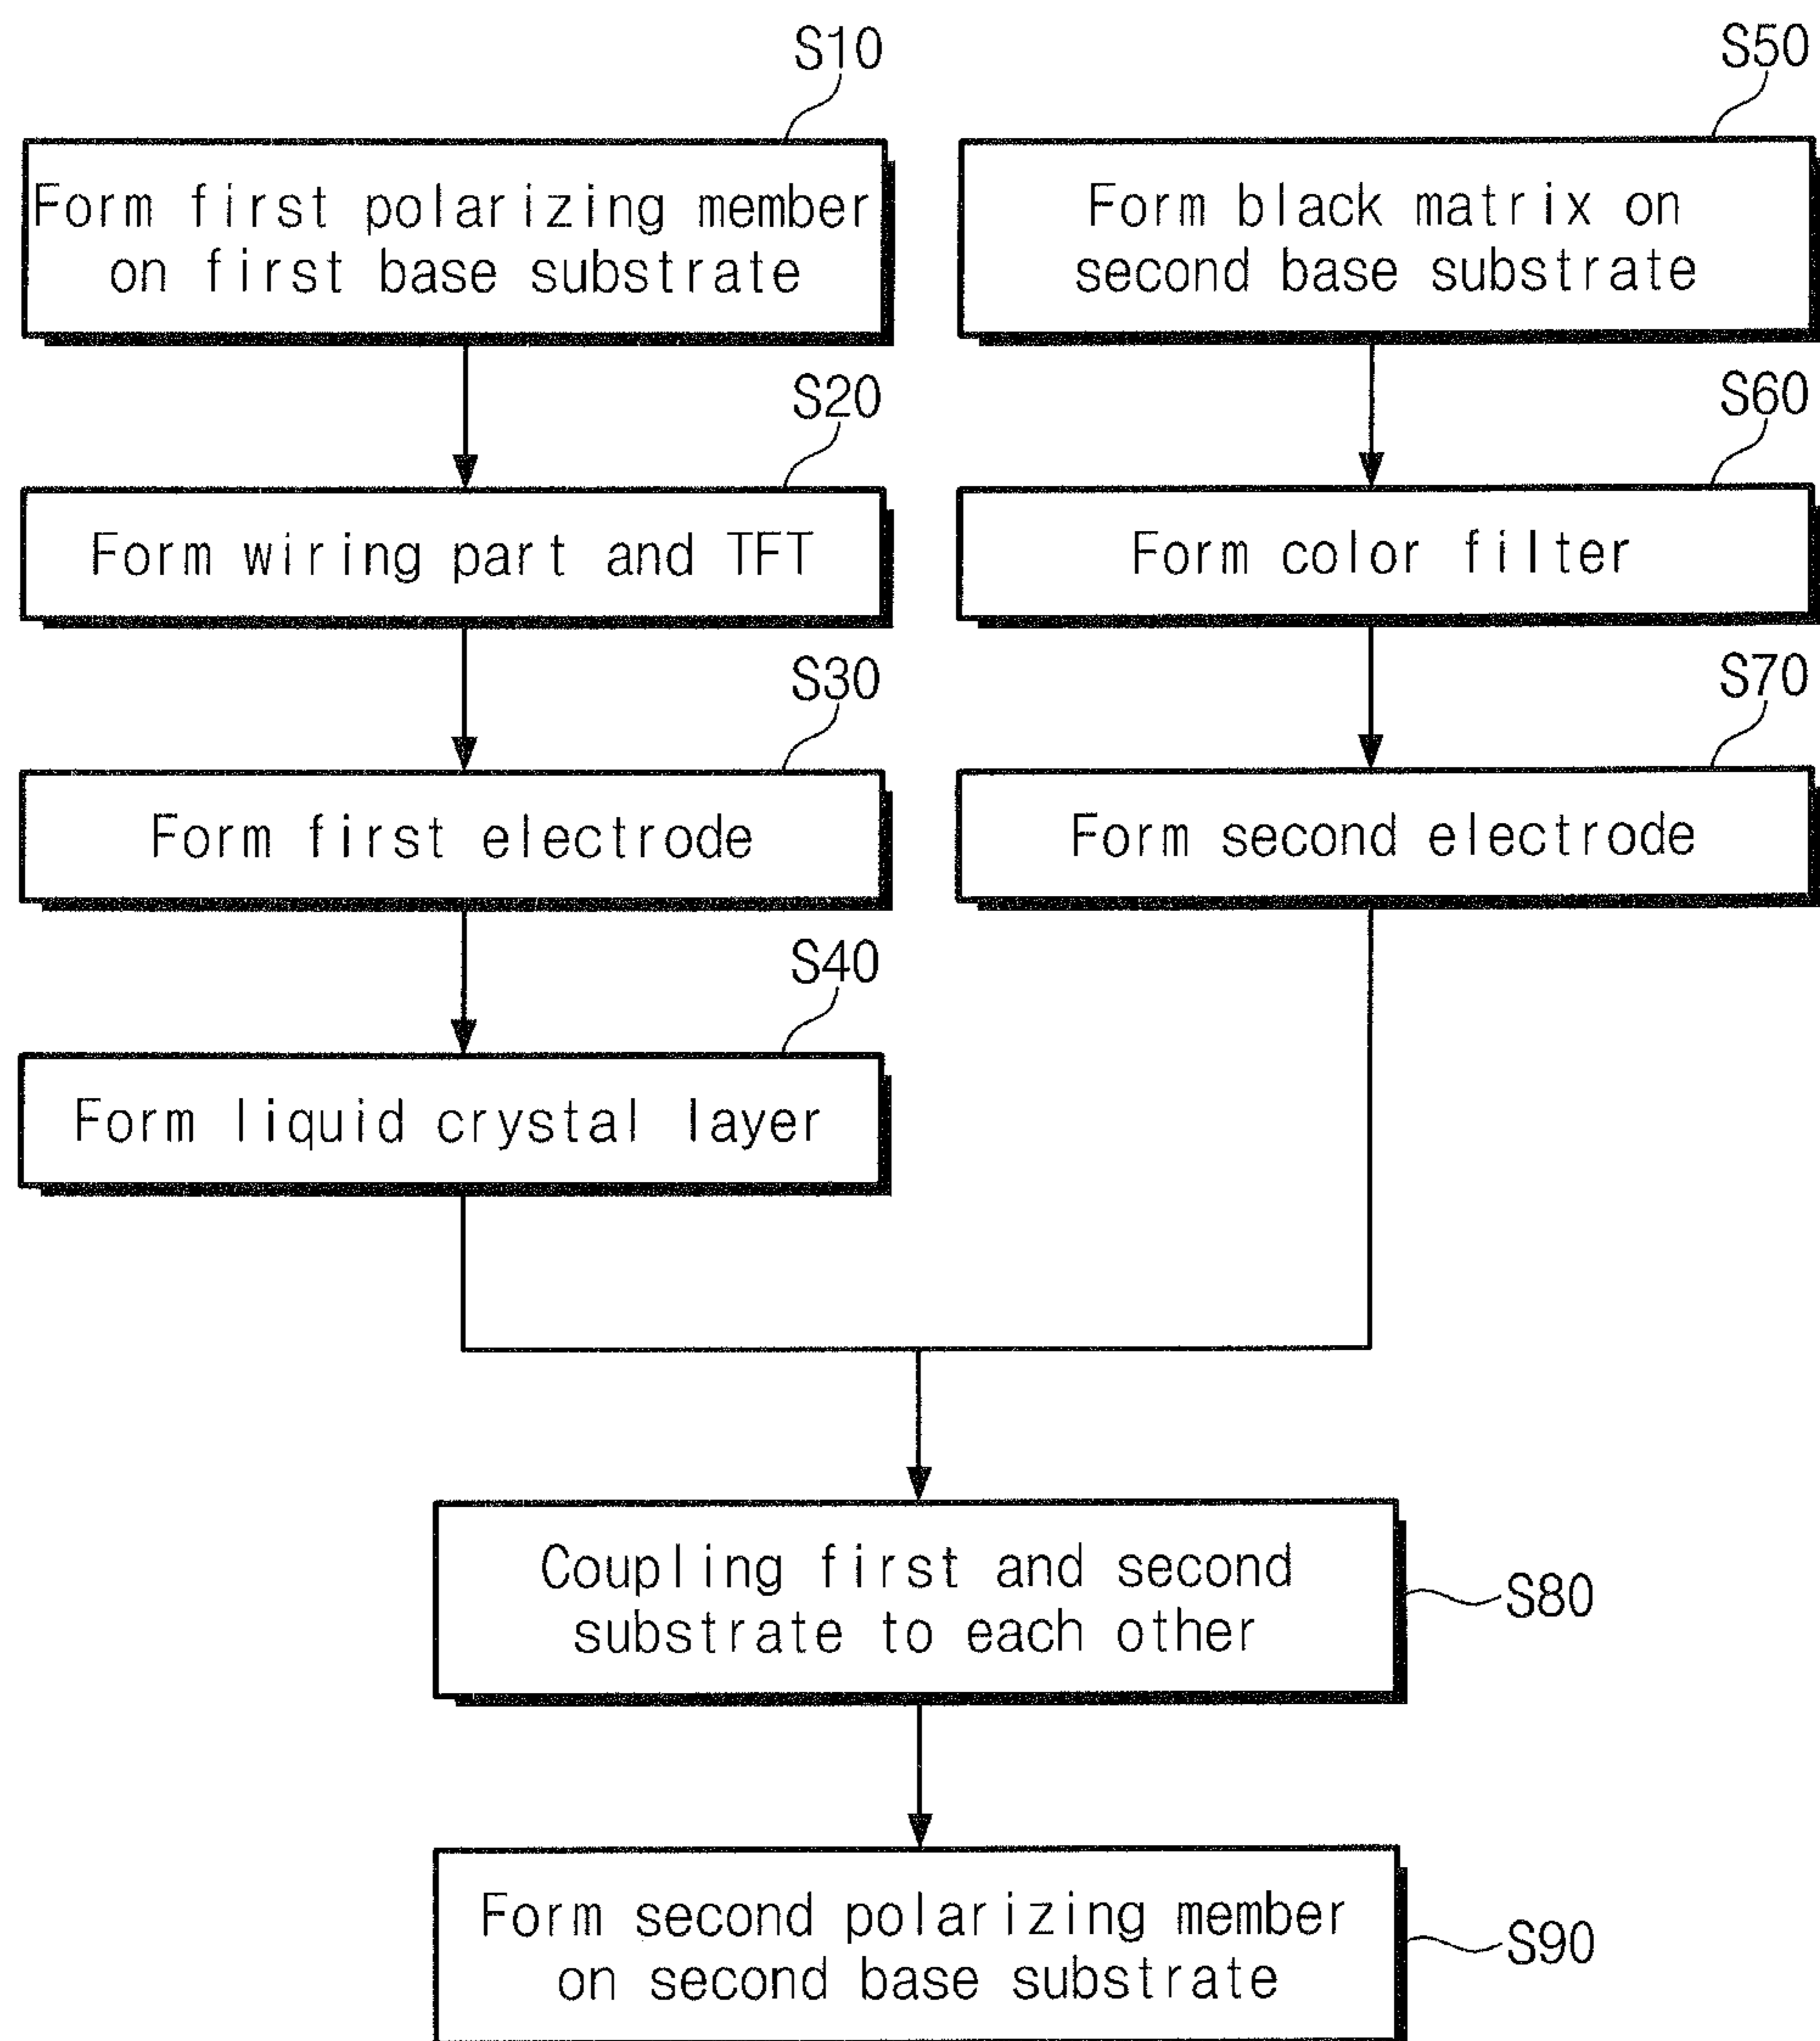 S10
Form first polarizing member
on first base substrate
S20
Form wiring part and TFT
S30
Form first electrode
S40
Form liquid crystal layer
S50
Form black matrix on
second base substrate
S60
Form color filter
S70
Form second electrode
Coupling first and second
substrate to each other
S80
Form second polarizing member
on second base substrate
S90